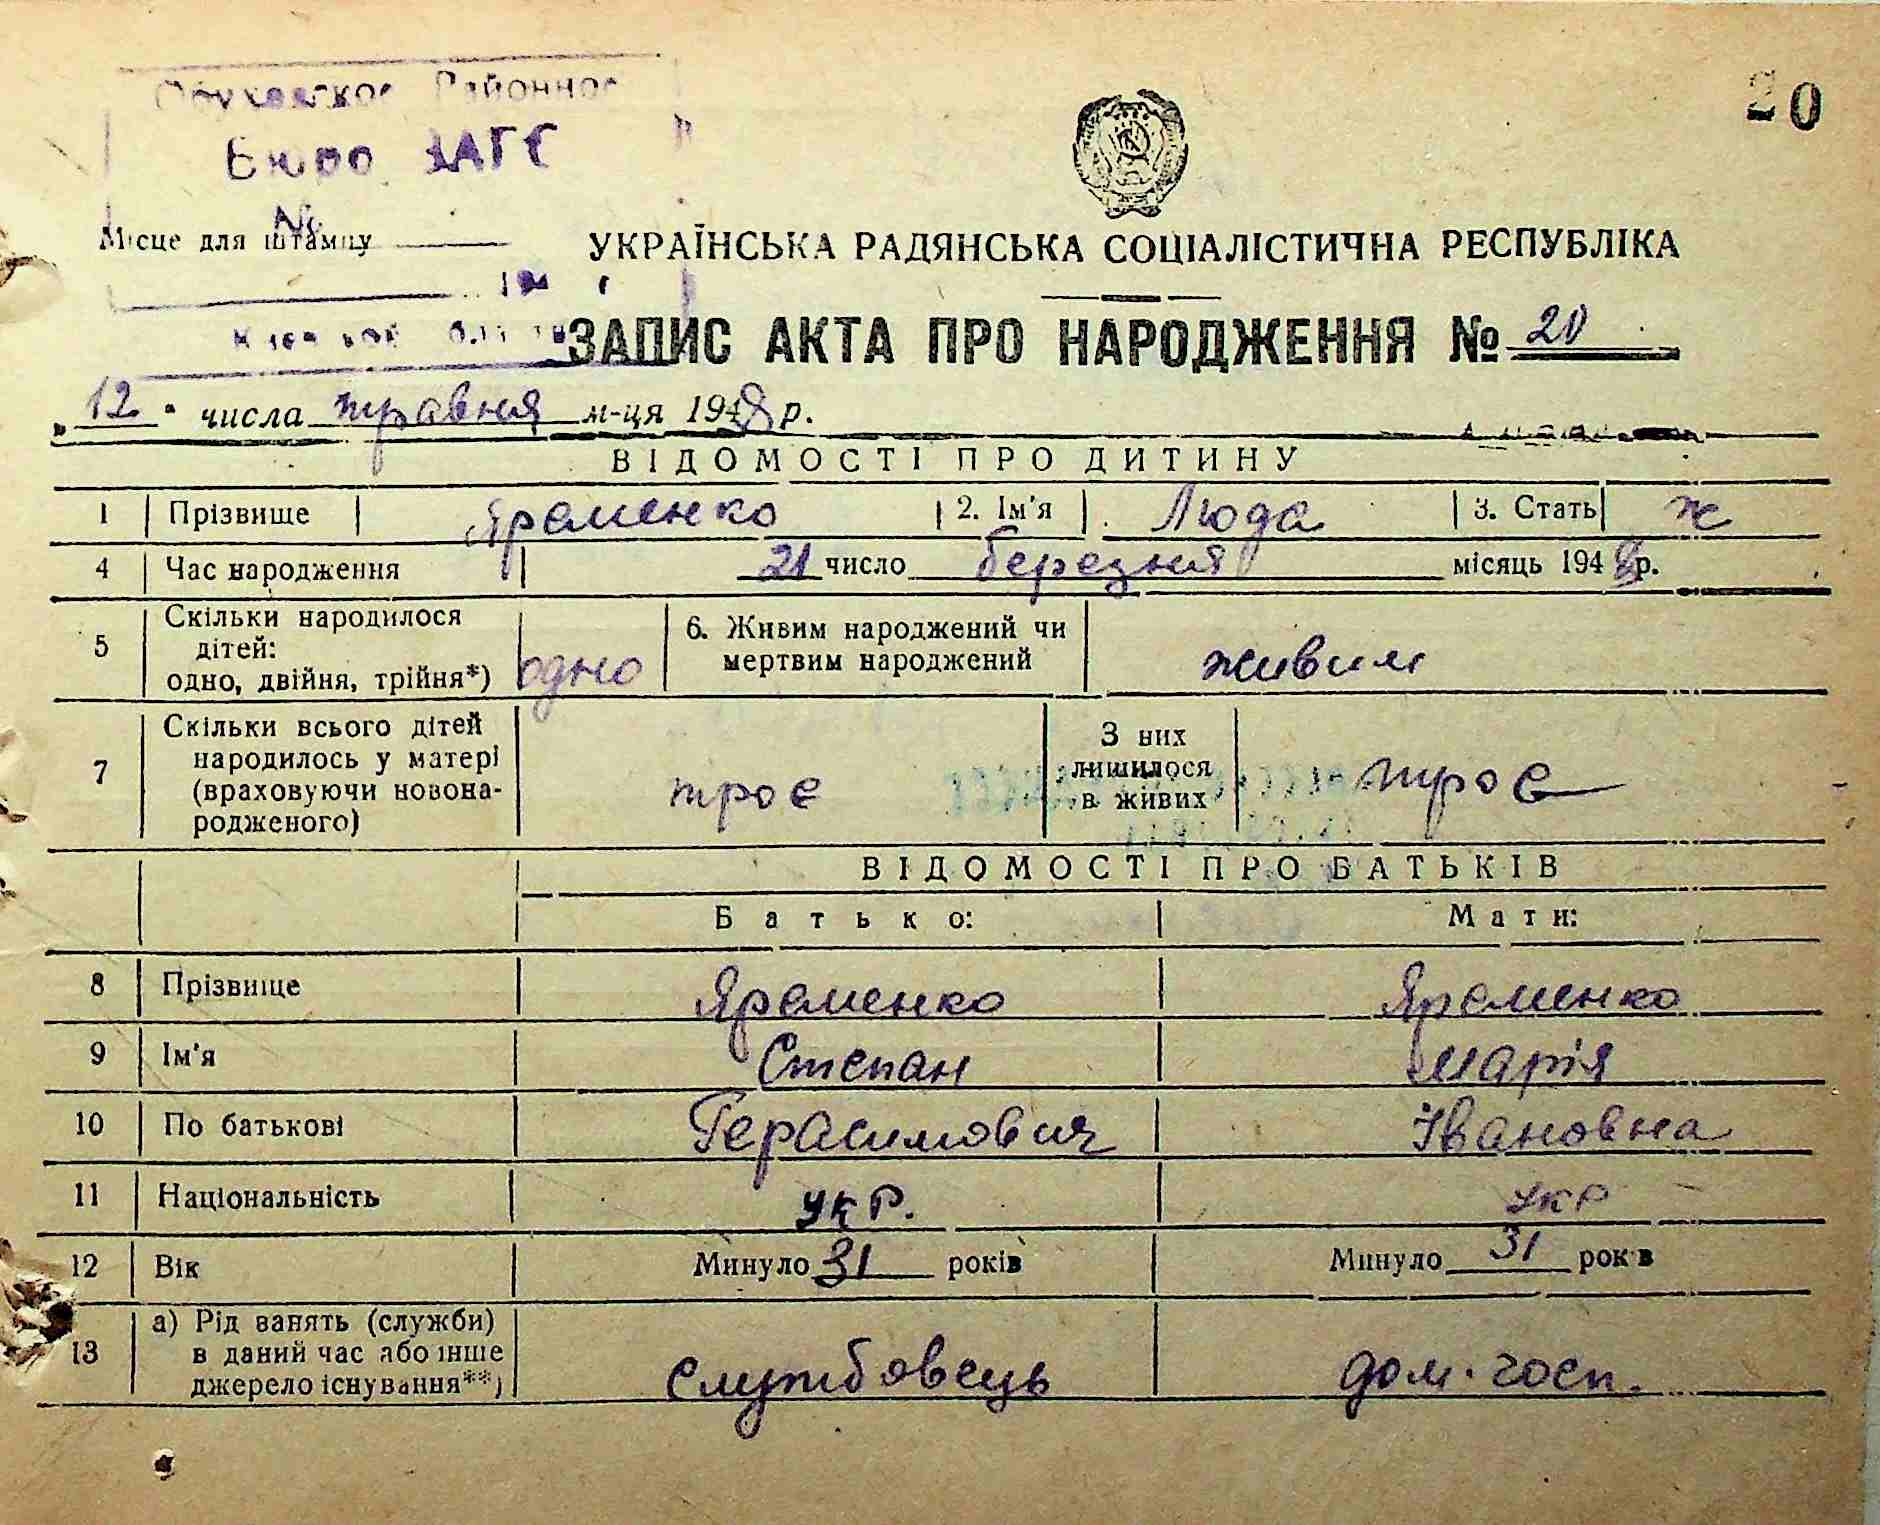 20
Обуховское Районное
Бюро ЗАГС
№
Місце для штампу
УКРАЇНСЬКА РАДЯНСЬКА СОЦІАЛІСТИЧНА РЕСПУБЛІКА
194 г
ЗАПИС АКТА ПРО НАРОДЖЕННЯ № 20
„12" числа травня м-ця 1948 р.
ВІДОМОСТІ ПРО ДИТИНУ
1 Прізвище Яременко 2. Ім'я Люда 3. Стать ж
4 Час народження 21 число березня місяць 1948 р.
5 Скільки народилося дітей: одно, двійня, трійня*) одно 6. Живим народжений чи мертвим народжений живим
7 Скільки всього дітей народилось у матері (враховуючи новонародженого) троє З них лишилося в живих троє
ВІДОМОСТІ ПРО БАТЬКІВ
Батько: Мати:
8 Прізвище Яременко Яременко
9 Ім'я Степан Марія
10 По батькові Герасимович Івановна
11 Національність укр. укр
12 Вік Минуло 31 років Минуло 31 років
13 а) Рід занять (служби) в даний час або інше джерело існування**) службовець дом. госп.